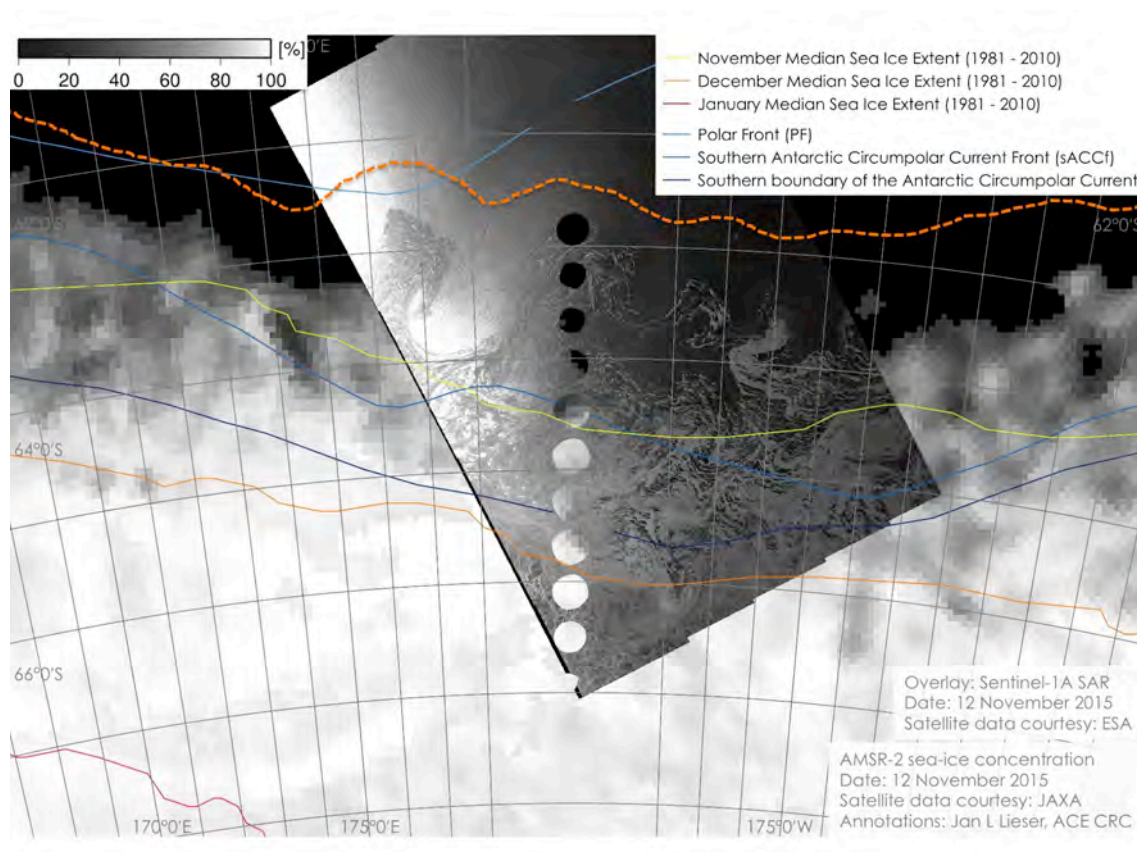 [%]
0°E
0 20 40 60 80 100
November Median Sea Ice Extent (1981 - 2010)
December Median Sea Ice Extent (1981 - 2010)
January Median Sea Ice Extent (1981 - 2010)
Polar Front (PF)
Southern Antarctic Circumpolar Current Front (sACCf)
Southern boundary of the Antarctic Circumpolar Current
62°0'S
64°0'S
66°0'S
Overlay: Sentinel-1A SAR
Date: 12 November 2015
Satellite data courtesy: ESA
AMSR-2 sea-ice concentration
Date: 12 November 2015
Satellite data courtesy: JAXA
Annotations: Jan L Lieser, ACE CRC
170°0'E 175°0'E 175°0'W